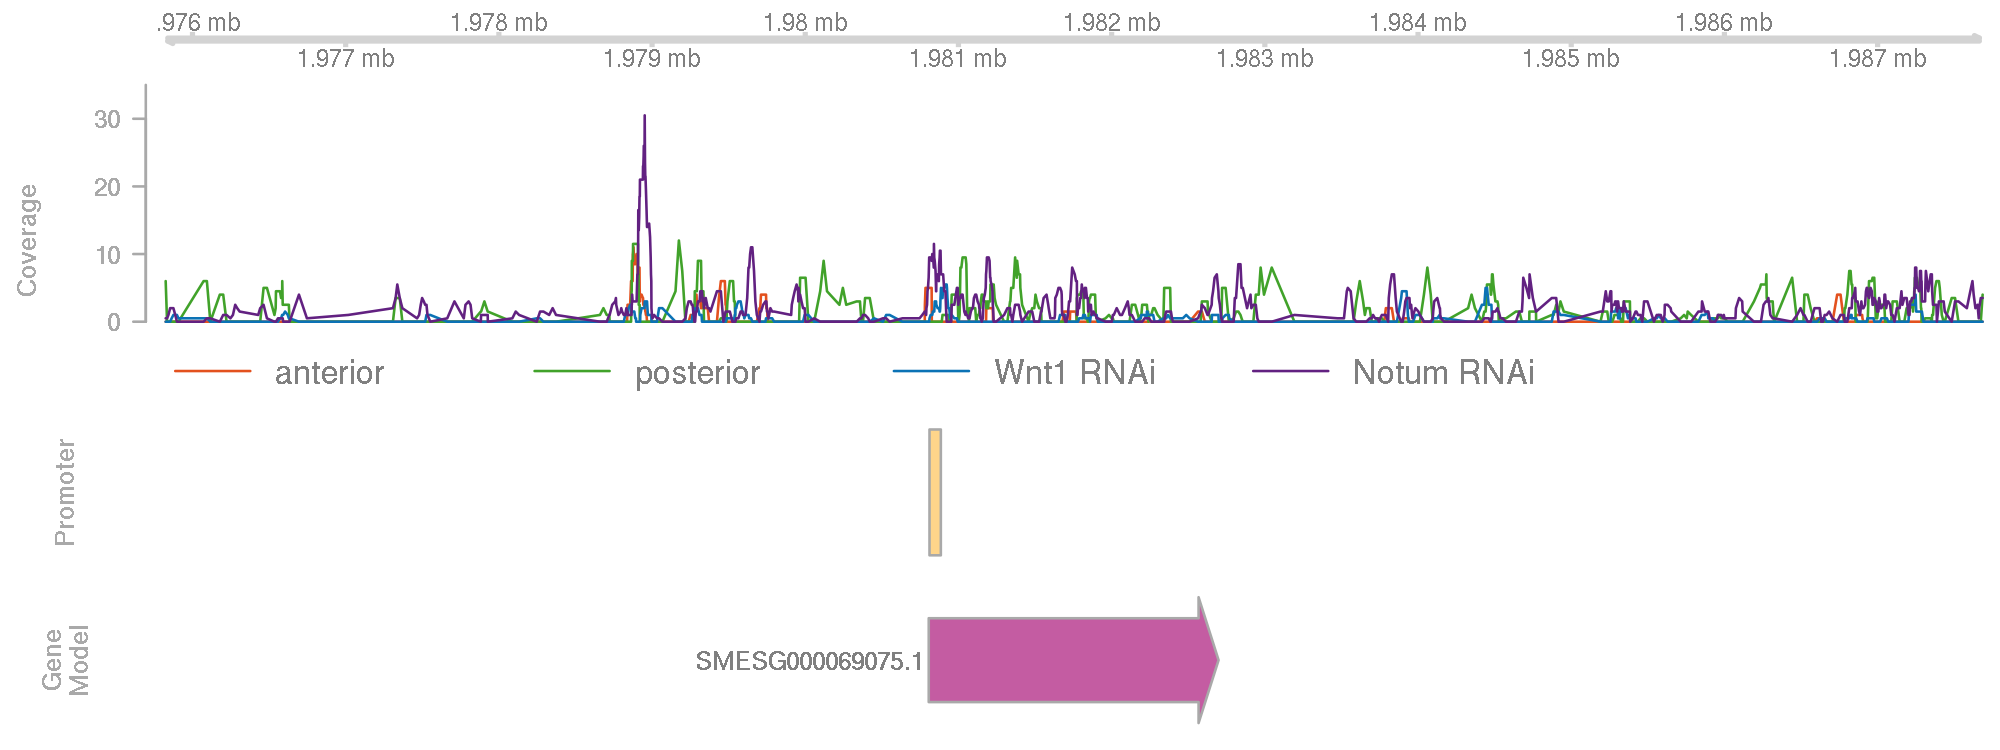 .976 mb 1.978 mb 1.98 mb 1.982 mb 1.984 mb 1.986 mb
1.977 mb 1.979 mb 1.981 mb 1.983 mb 1.985 mb 1.987 mb
Coverage
30
20
10
0
anterior posterior Wnt1 RNAi Notum RNAi
Promoter
Gene
Model
SMESG000069075.1